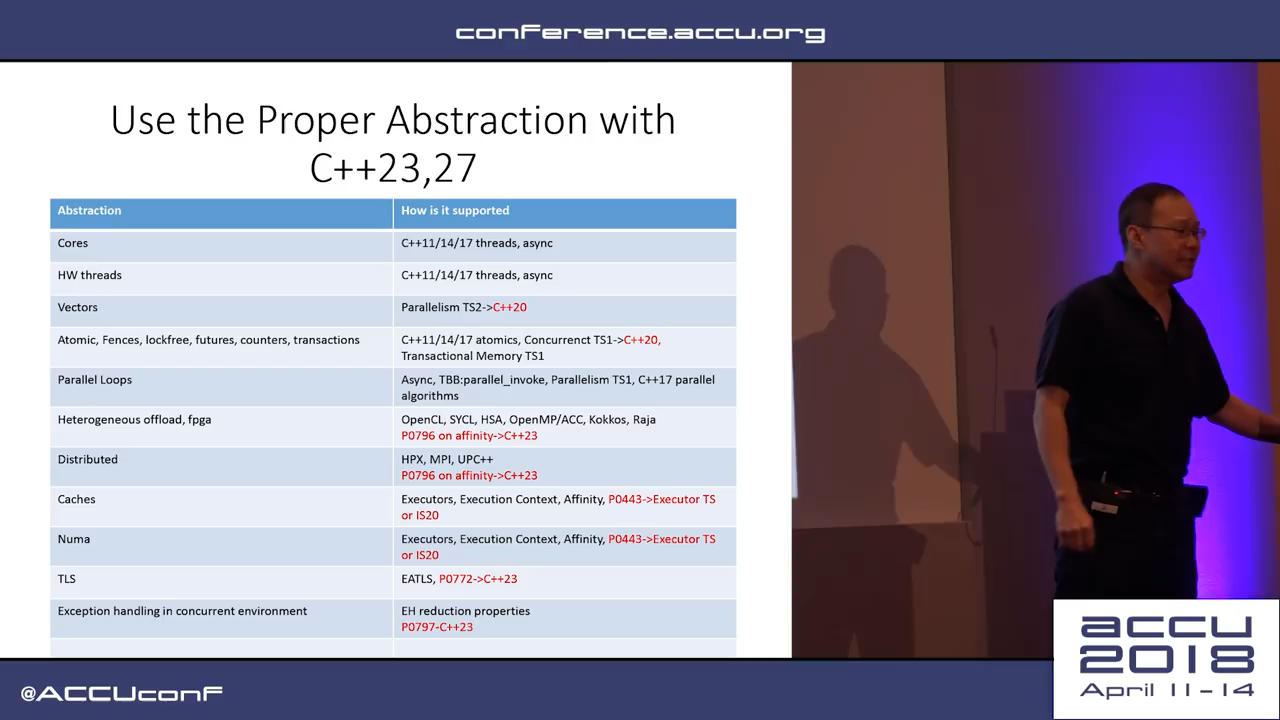 conference.accu.org
Use the Proper Abstraction with
C++23,27
Abstraction
How is it supported
Cores
C++11/14/17 threads, async
HW threads
C++11/14/17 threads, async
Vectors
Parallelism TS2->C++20
Atomic, Fences, lockfree, futures, counters, transactions
C++11/14/17 atomics, Concurrenct TS1->C++20,
Transactional Memory TS1
Parallel Loops
Async, TBB:parallel_invoke, Parallelism TS1, C++17 parallel
algorithms
Heterogeneous offload, fpga
OpenCL, SYCL, HSA, OpenMP/ACC, Kokkos, Raja
P0796 on affinity->C++23
Distributed
HPX, MPI, UPC++
P0796 on affinity->C++23
Caches
Executors, Execution Context, Affinity, P0443->Executor TS
or IS20
Numa
Executors, Execution Context, Affinity, P0443->Executor TS
or IS20
TLS
EATLS, P0772->C++23
Exception handling in concurrent environment
EH reduction properties
P0797-C++23
accu
2018
April 11-14
@ACCUconf